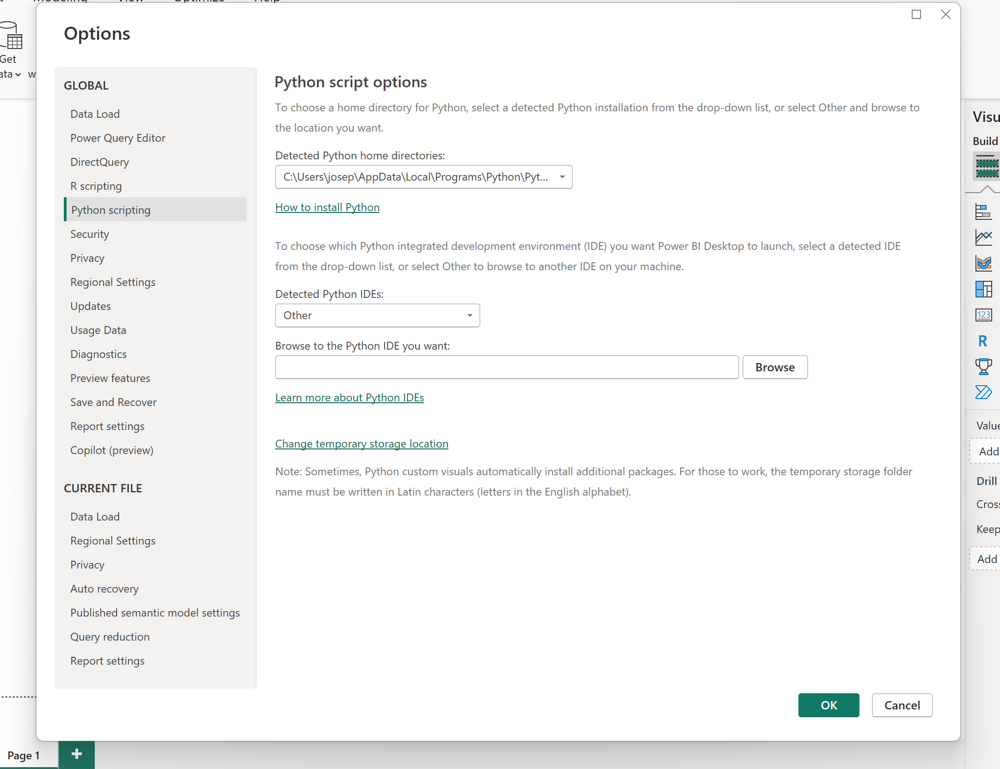 Modeling
View
Optimize
Help
Options
Get
w
GLOBAL
Data Load
Power Query Editor
DirectQuery
R scripting
Python scripting
Security
Privacy
Regional Settings
Updates
Usage Data
Diagnostics
Preview features
Save and Recover
Report settings
Copilot (preview)
CURRENT FILE
Data Load
Regional Settings
Privacy
Auto recovery
Published semantic model settings
Query reduction
Report settings
Python script options
To choose a home directory for Python, select a detected Python installation from the drop-down list, or select Other and browse to
the location you want.
Detected Python home directories:
C:\Users\josep\AppData\Local\Programs\Python\Pyt...
How to install Python
To choose which Python integrated development environment (IDE) you want Power BI Desktop to launch, select a detected IDE
from the drop-down list, or select Other to browse to another IDE on your machine.
Detected Python IDEs:
Other
Browse to the Python IDE you want:
Browse
Learn more about Python IDEs
Change temporary storage location
Note: Sometimes, Python custom visuals automatically install additional packages. For those to work, the temporary storage folder
name must be written in Latin characters (letters in the English alphabet).
OK
Cancel
Visu
Build
123
R
Value
Add
Drill
Cross
Keep
Add
Page 1